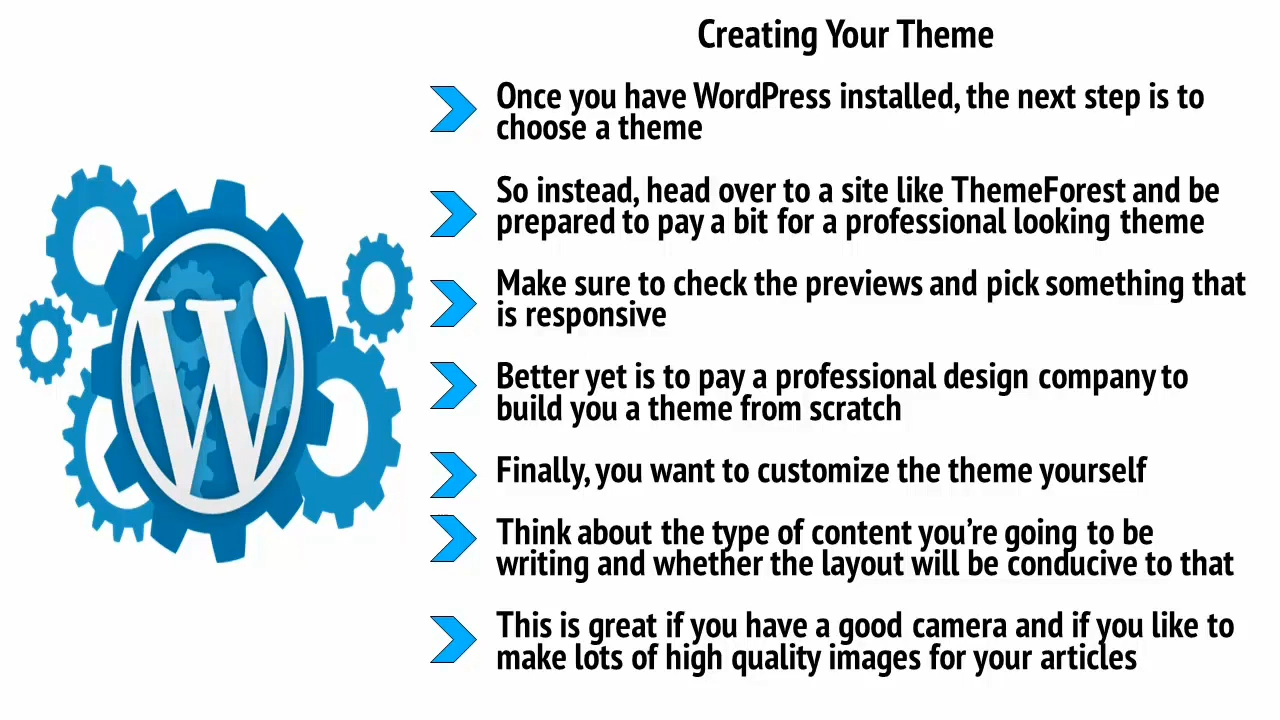 Creating Your Theme
Once you have WordPress installed, the next step is to
choose a theme
So instead, head over to a site like ThemeForest and be
prepared to pay a bit for a professional looking theme
Make sure to check the previews and pick something that
is responsive
Better yet is to pay a professional design company to
build you a theme from scratch
Finally, you want to customize the theme yourself
Think about the type of content you’re going to be
writing and whether the layout will be conducive to that
This is great if you have a good camera and if you like to
make lots of high quality images for your articles
W